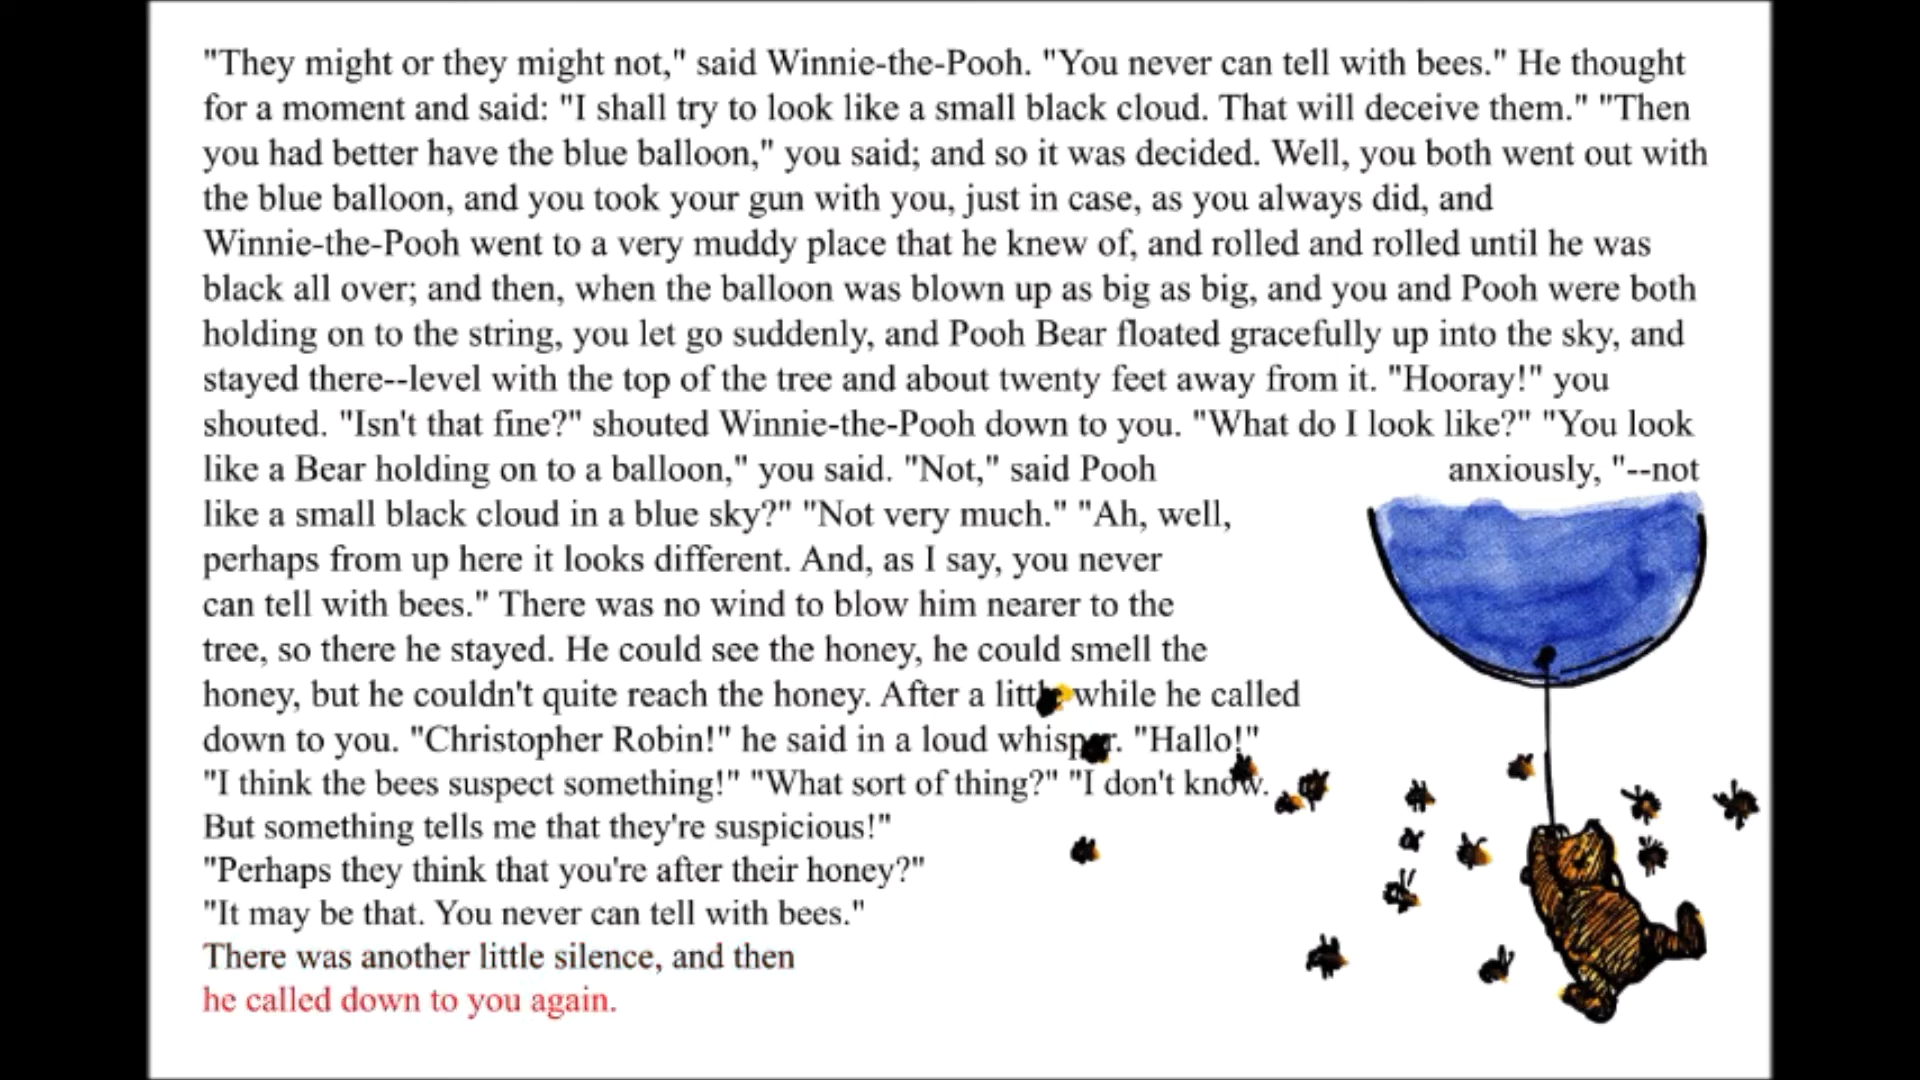 "They might or they might not," said Winnie-the-Pooh. "You never can tell with bees." He thought
for a moment and said: "I shall try to look like a small black cloud. That will deceive them." "Then
you had better have the blue balloon," you said; and so it was decided. Well, you both went out with
the blue balloon, and you took your gun with you, just in case, as you always did, and
Winnie-the-Pooh went to a very muddy place that he knew of, and rolled and rolled until he was
black all over; and then, when the balloon was blown up as big as big, and you and Pooh were both
holding on to the string, you let go suddenly, and Pooh Bear floated gracefully up into the sky, and
stayed there--level with the top of the tree and about twenty feet away from it. "Hooray!" you
shouted. "Isn't that fine?" shouted Winnie-the-Pooh down to you. "What do I look like?" "You look
like a Bear holding on to a balloon," you said. "Not," said Pooh anxiously, "--not
like a small black cloud in a blue sky?" "Not very much." "Ah, well,
perhaps from up here it looks different. And, as I say, you never
can tell with bees." There was no wind to blow him nearer to the
tree, so there he stayed. He could see the honey, he could smell the
honey, but he couldn't quite reach the honey. After a little while he called
down to you. "Christopher Robin!" he said in a loud whisper. "Hallo!"
"I think the bees suspect something!" "What sort of thing?" "I don't know.
But something tells me that they're suspicious!"
"Perhaps they think that you're after their honey?"
"It may be that. You never can tell with bees."
There was another little silence, and then
he called down to you again.